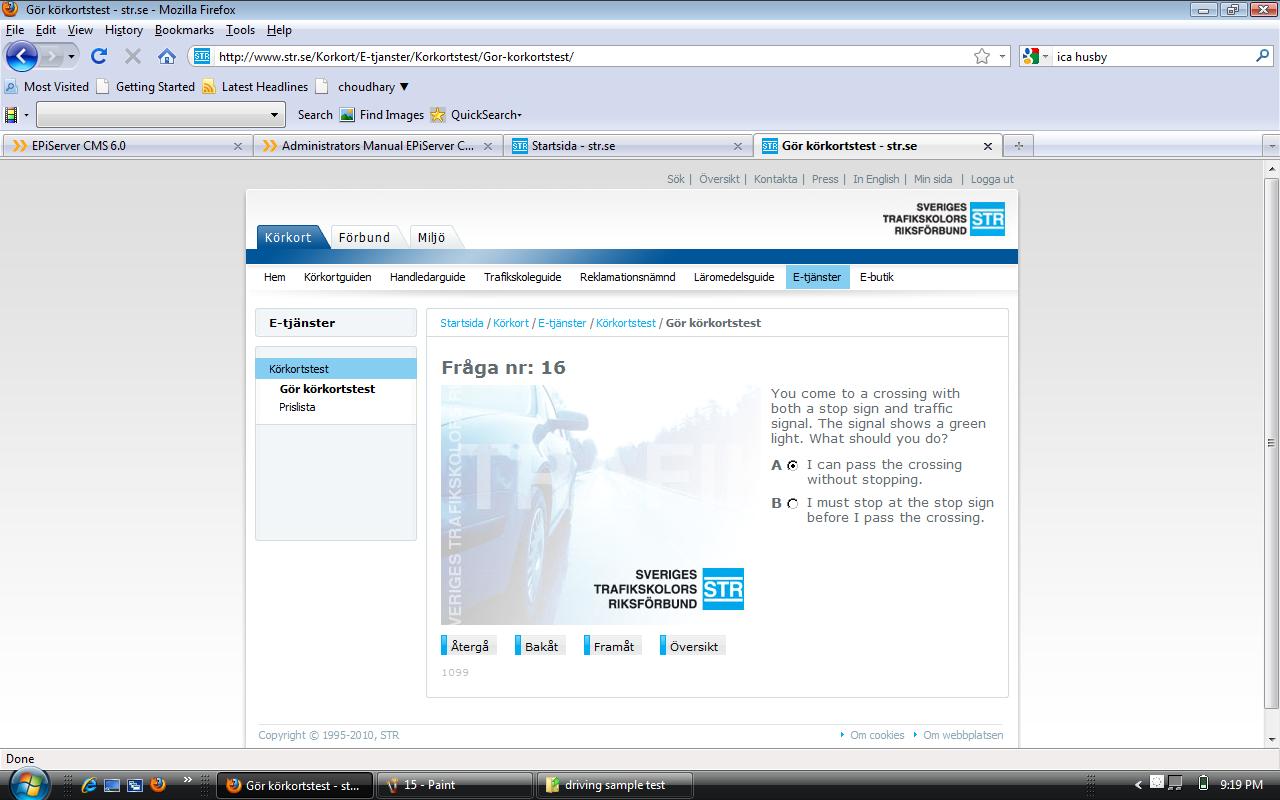 Gör körkortstest - str.se - Mozilla Firefox
File Edit View History Bookmarks Tools Help
STR http://www.str.se/Korkort/E-tjanster/Korkortstest/Gor-korkortstest/ ica husby
Most Visited Getting Started Latest Headlines choudhary
Search Find Images QuickSearch
EPiServer CMS 6.0 Administrators Manual EPiServer C... STR Startsida - str.se STR Gör körkortstest - str.se
Sök | Översikt | Kontakta | Press | In English | Min sida | Logga ut
SVERIGES
TRAFIKSKOLORS STR
RIKSFÖRBUND
Körkort Förbund Miljö
Hem Körkortguiden Handledarguide Trafikskoleguide Reklamationsnämnd Läromedelsguide E-tjänster E-butik
E-tjänster
Körkortstest
Gör körkortstest
Prislista
Startsida / Körkort / E-tjänster / Körkortstest / Gör körkortstest
Fråga nr: 16
VERIGES TRAFIKSKOLORS R
TRAFIK
SVERIGES
TRAFIKSKOLORS STR
RIKSFÖRBUND
You come to a crossing with
both a stop sign and traffic
signal. The signal shows a green
light. What should you do?
A I can pass the crossing
without stopping.
B I must stop at the stop sign
before I pass the crossing.
Återgå Bakåt Framåt Översikt
1099
Copyright © 1995-2010, STR Om cookies Om webbplatsen
Done
Gör körkortstest - st... 15 - Paint driving sample test 9:19 PM